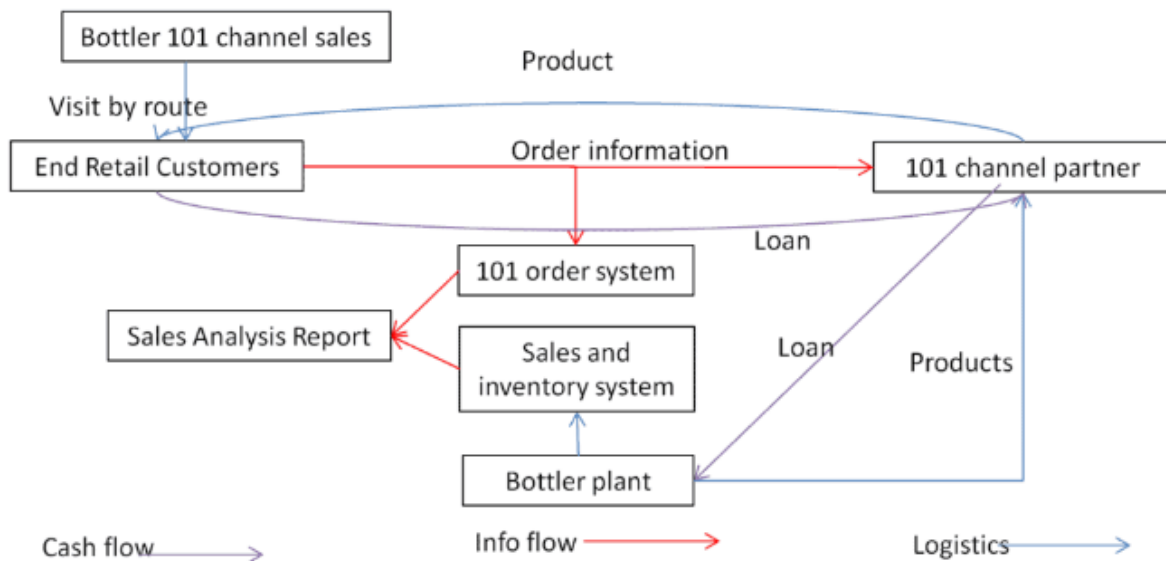 Bottler 101 channel sales
Product
Visit by route
End Retail Customers
Order information
101 channel partner
Loan
101 order system
Sales Analysis Report
Sales and
inventory system
Loan
Products
Bottler plant
Cash flow
Info flow
Logistics